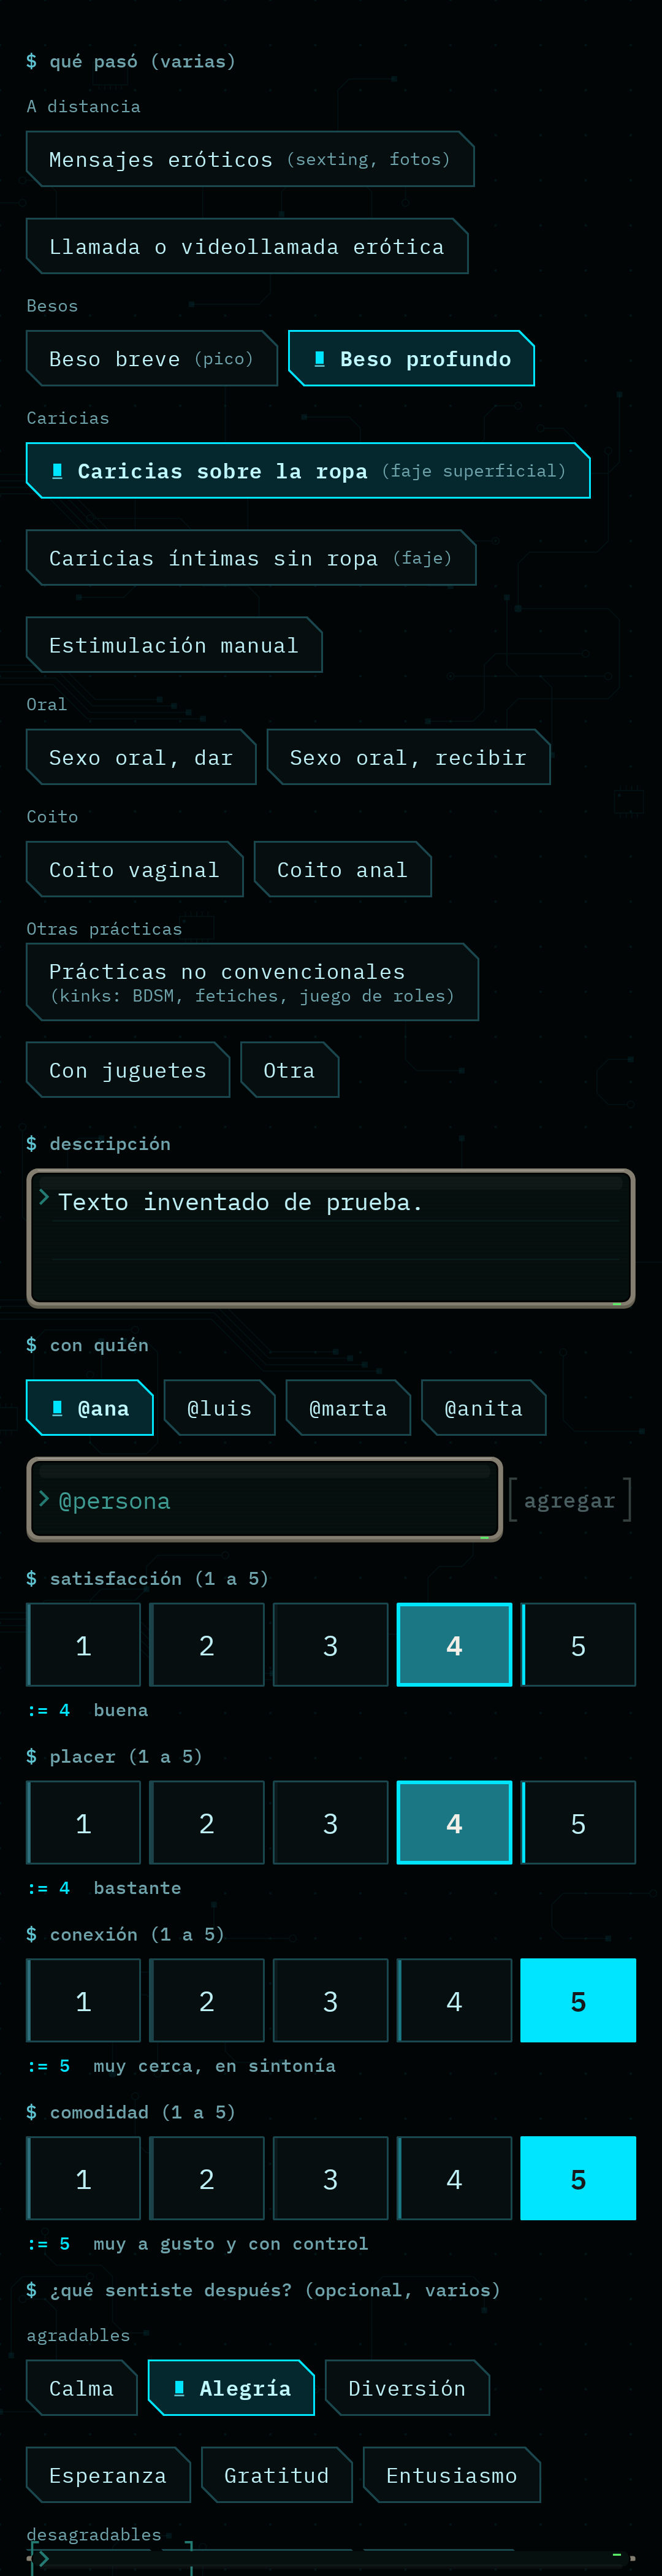 $ qué pasó (varias)
A distancia
Mensajes eróticos (sexting, fotos)
Llamada o videollamada erótica
Besos
Beso breve (pico) Beso profundo
Caricias
Caricias sobre la ropa (faje superficial)
Caricias íntimas sin ropa (faje)
Estimulación manual
Oral
Sexo oral, dar Sexo oral, recibir
Coito
Coito vaginal Coito anal
Otras prácticas
Prácticas no convencionales
(kinks: BDSM, fetiches, juego de roles)
Con juguetes Otra
$ descripción
> Texto inventado de prueba.
$ con quién
@ana @luis @marta @anita
> @persona [agregar]
$ satisfacción (1 a 5)
1 2 3 4 5
:= 4 buena
$ placer (1 a 5)
1 2 3 4 5
:= 4 bastante
$ conexión (1 a 5)
1 2 3 4 5
:= 5 muy cerca, en sintonía
$ comodidad (1 a 5)
1 2 3 4 5
:= 5 muy a gusto y con control
$ ¿qué sentiste después? (opcional, varios)
agradables
Calma Alegría Diversión
Esperanza Gratitud Entusiasmo
desagradables
>